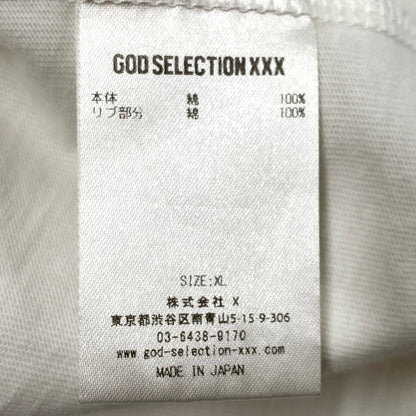 GOD SELECTION XXX
本体 綿 100%
リブ部分 綿 100%
SIZE:XL
株式会社 X
東京都渋谷区南青山5-15-9-306
03-6438-9170
www.god-selection-xxx.com
MADE IN JAPAN